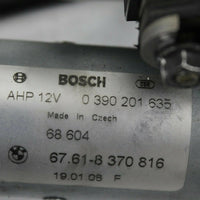 BOSCH
AHP 12V 0 390 201 635
Made in Czech
68 604
67.61-8 370 816
19.01.06 F